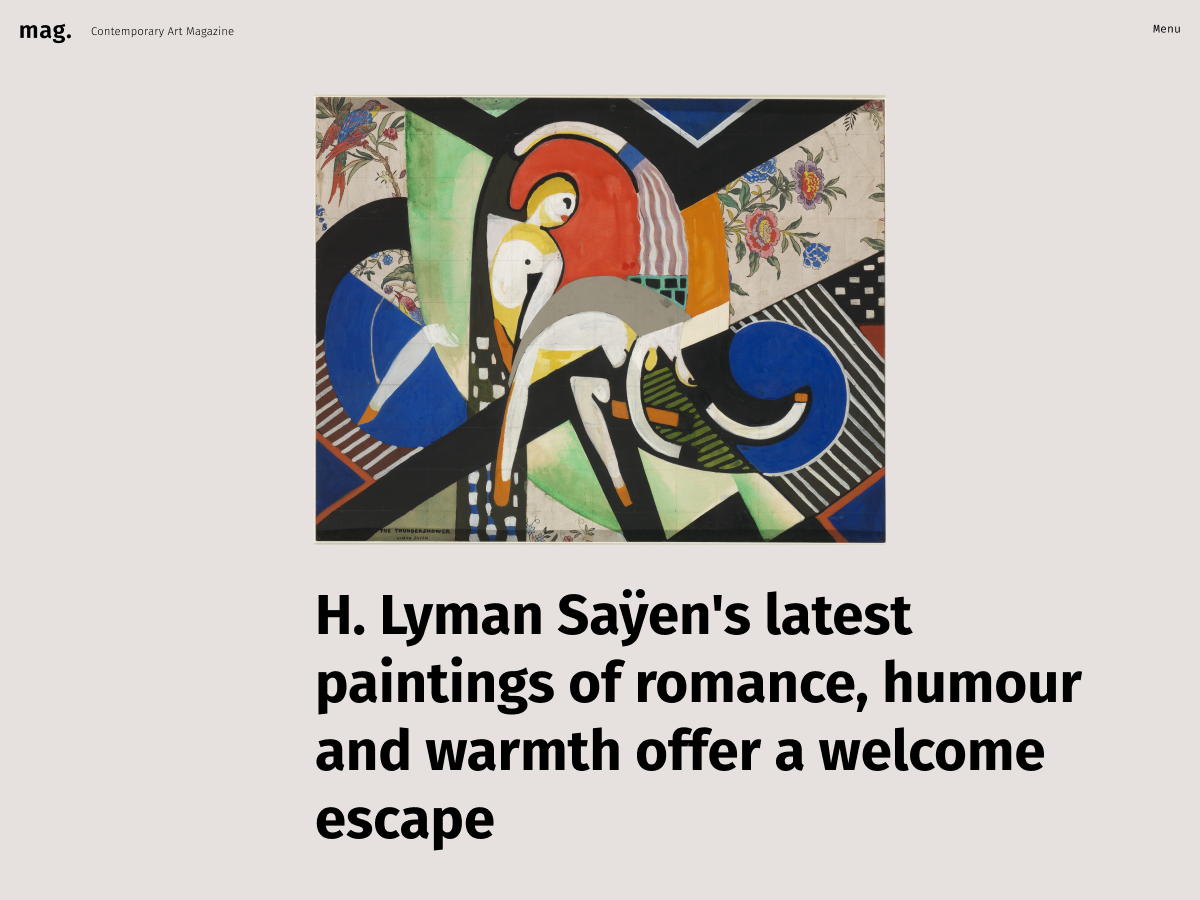 mag. Contemporary Art Magazine
Menu
THE THUNDERSHOWER
H. Lyman Saÿen's latest
paintings of romance, humour
and warmth offer a welcome
escape